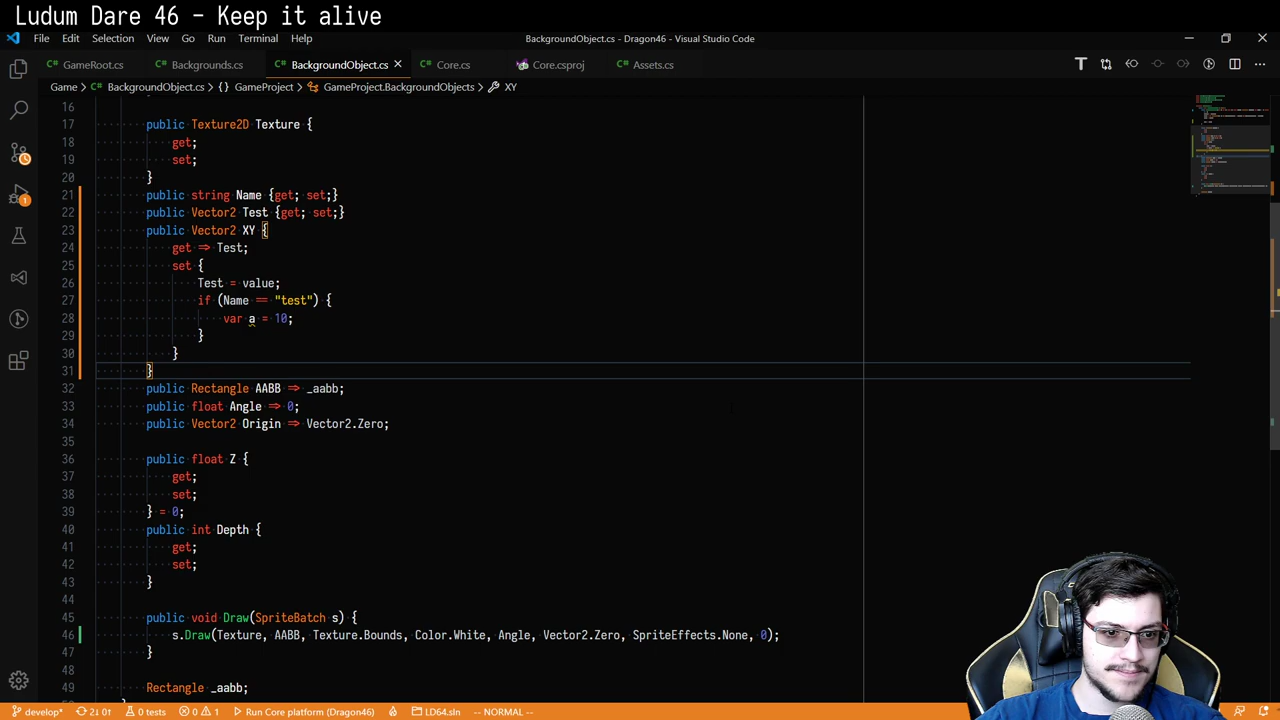 Ludum Dare 46 - Keep it alive
File Edit Selection View Go Run Terminal Help
BackgroundObject.cs - Dragon46 - Visual Studio Code
GameRoot.cs Backgrounds.cs BackgroundObject.cs Core.cs Core.csproj Assets.cs
Game > BackgroundObject.cs > {} GameProject > GameProject.BackgroundObjects > XY
16
17 public Texture2D Texture {
18 get;
19 set;
20 }
21 public string Name {get; set;}
22 public Vector2 Test {get; set;}
23 public Vector2 XY {
24 get => Test;
25 set {
26 Test = value;
27 if (Name == "test") {
28 var a = 10;
29 }
30 }
31 }
32 public Rectangle AABB => _aabb;
33 public float Angle => 0;
34 public Vector2 Origin => Vector2.Zero;
35
36 public float Z {
37 get;
38 set;
39 } = 0;
40 public int Depth {
41 get;
42 set;
43 }
44
45 public void Draw(SpriteBatch s) {
46 s.Draw(Texture, AABB, Texture.Bounds, Color.White, Angle, Vector2.Zero, SpriteEffects.None, 0);
47 }
48
49 Rectangle _aabb;
develop* 2↓ 0↑ 0 tests 0 1 Run Core platform (Dragon46) LD64.sln -- NORMAL --